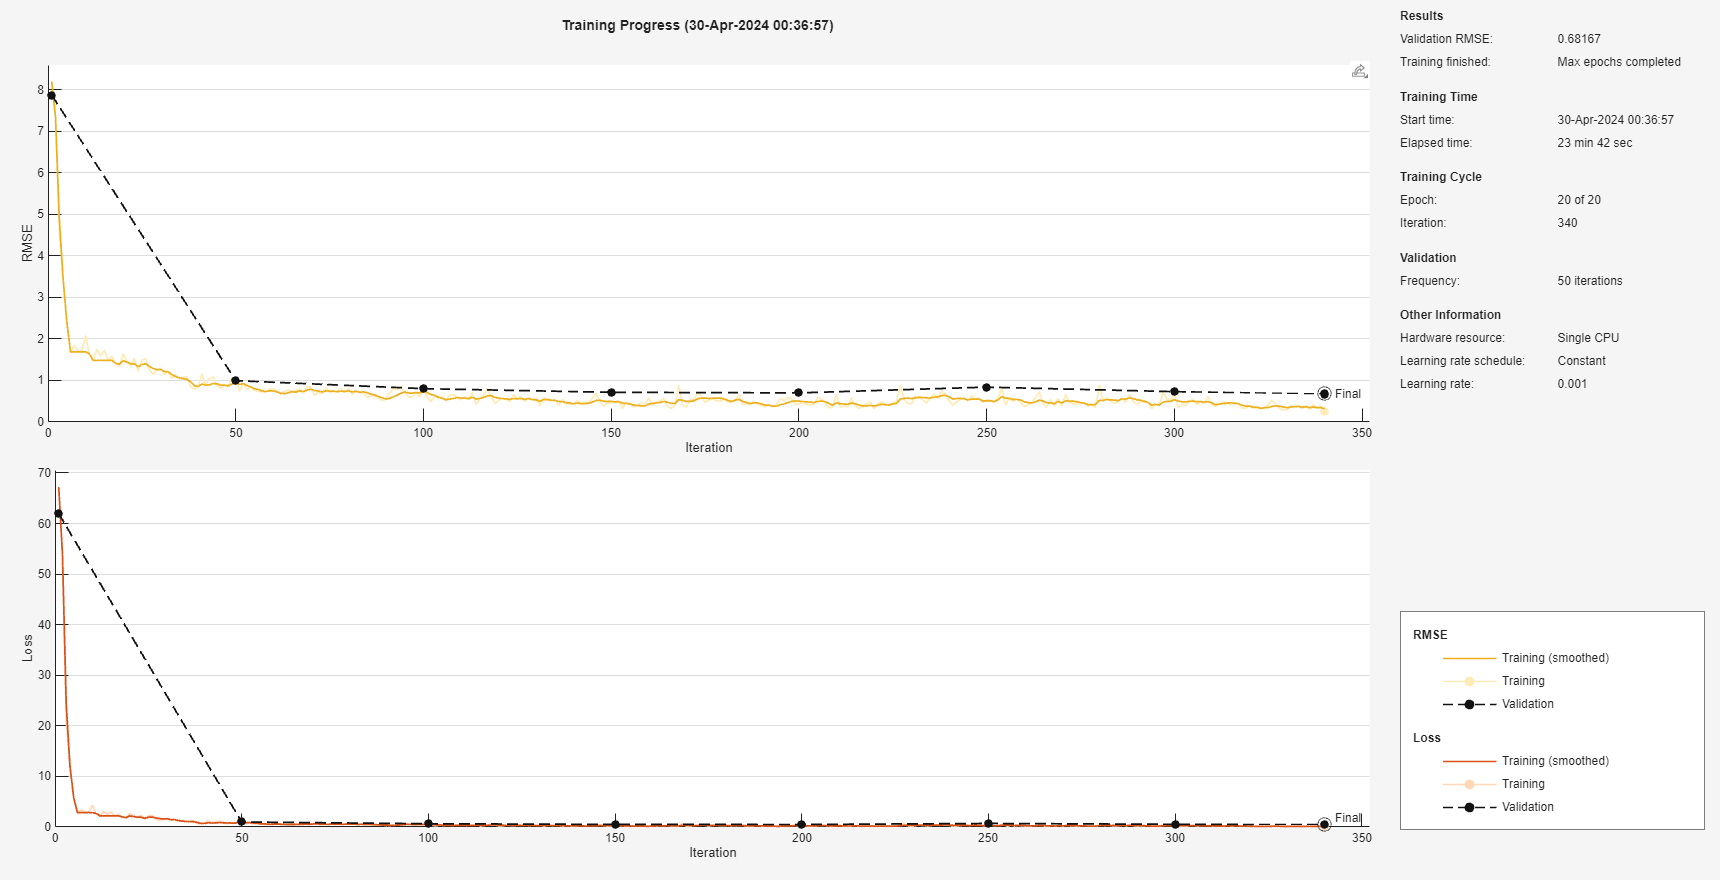 Training Progress (30-Apr-2024 00:36:57)
8
7
6
5
4
3
2
1
0
RMSE
0 50 100 150 200 250 300 350
Iteration
Final
70
60
50
40
30
20
10
0
Loss
0 50 100 150 200 250 300 350
Iteration
Final
Results
Validation RMSE: 0.68167
Training finished: Max epochs completed
Training Time
Start time: 30-Apr-2024 00:36:57
Elapsed time: 23 min 42 sec
Training Cycle
Epoch: 20 of 20
Iteration: 340
Validation
Frequency: 50 iterations
Other Information
Hardware resource: Single CPU
Learning rate schedule: Constant
Learning rate: 0.001
RMSE
Training (smoothed)
Training
Validation
Loss
Training (smoothed)
Training
Validation